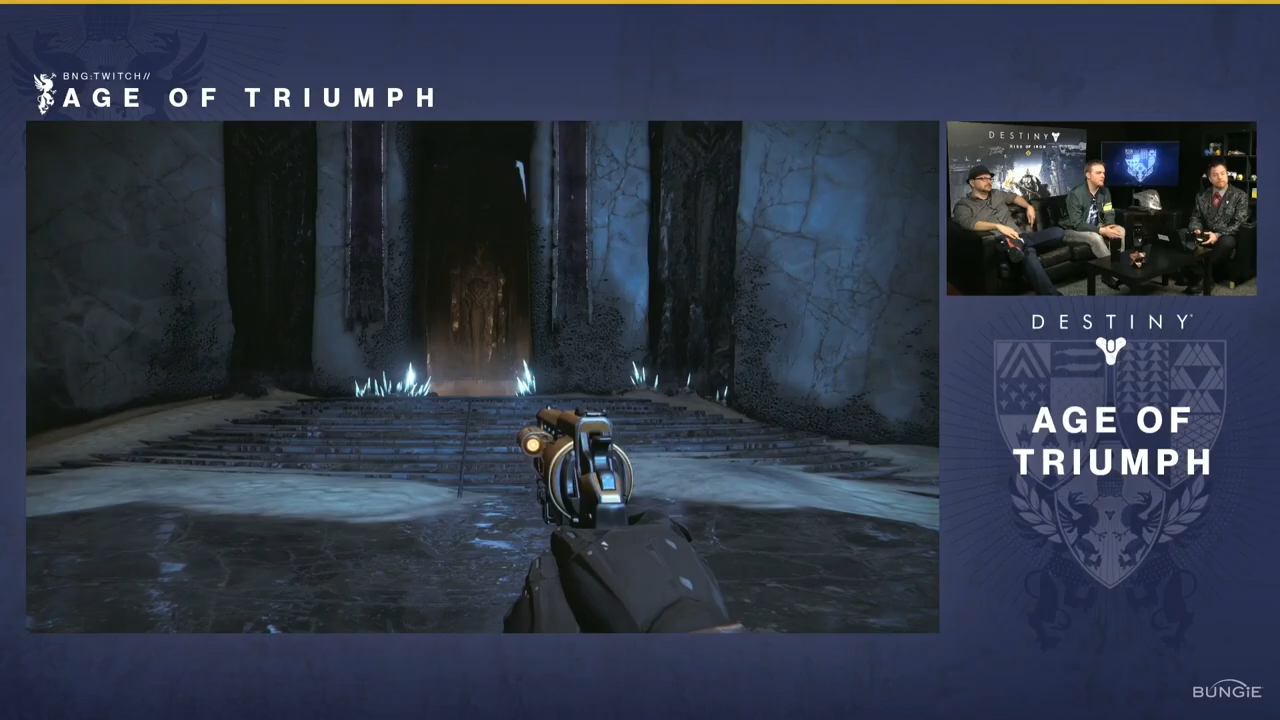 BNG:TWITCH//
AGE OF TRIUMPH
DESTINY
RISE OF IRON
DESTINY
AGE OF
TRIUMPH
BUNGiE